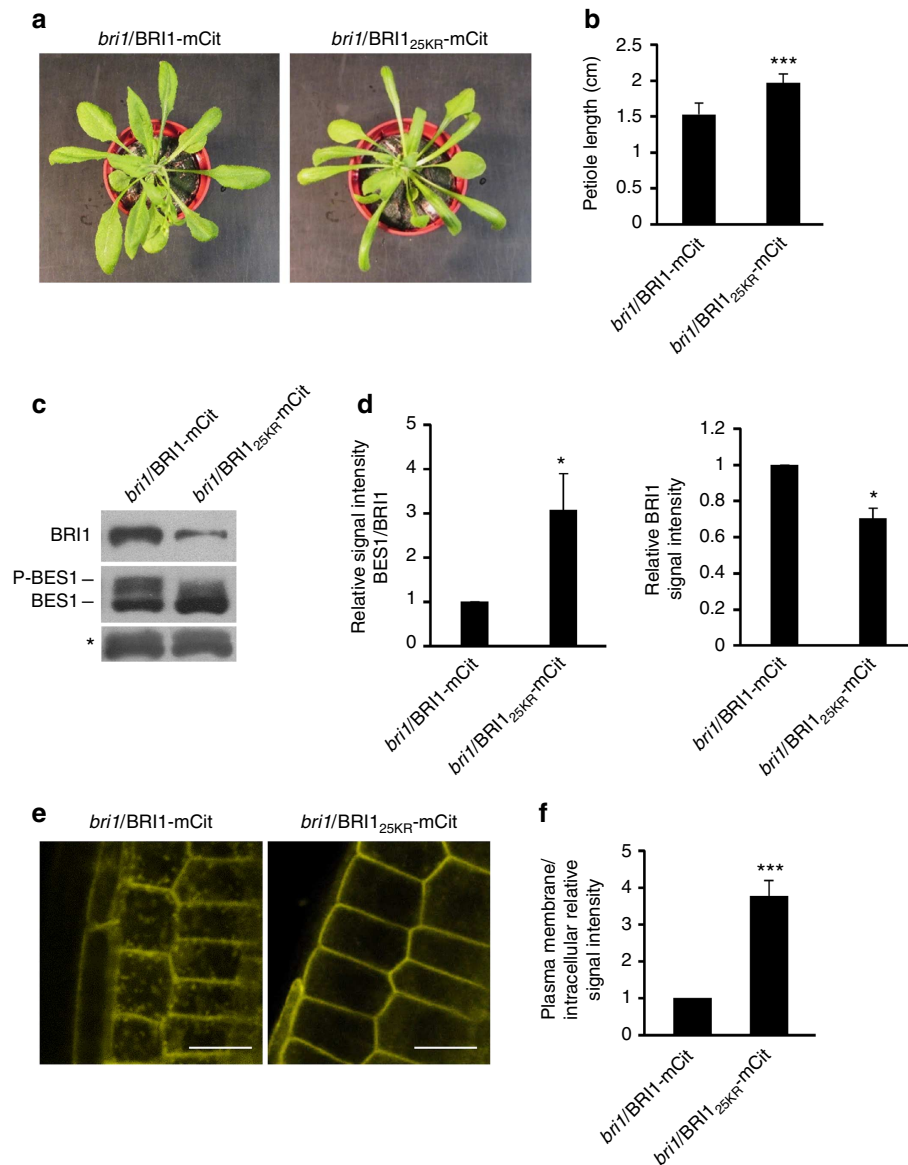 a
bri1/BRI1-mCit
bri1/BRI1₂₅KR-mCit
b
Petiole length (cm)
2.5
2
1.5
1
0.5
0
***
bri1/BRI1-mCit
bri1/BRI1₂₅KR-mCit
c
bri1/BRI1-mCit
bri1/BRI1₂₅KR-mCit
BRI1
P-BES1
BES1
*
d
Relative signal intensity
BES1/BRI1
5
4
3
2
1
0
*
bri1/BRI1-mCit
bri1/BRI1₂₅KR-mCit
Relative BRI1
signal intensity
1.2
1
0.8
0.6
0.4
0.2
0
*
bri1/BRI1-mCit
bri1/BRI1₂₅KR-mCit
e
bri1/BRI1-mCit
bri1/BRI1₂₅KR-mCit
f
Plasma membrane/
intracellular relative
signal intensity
5
4
3
2
1
0
***
bri1/BRI1-mCit
bri1/BRI1₂₅KR-mCit